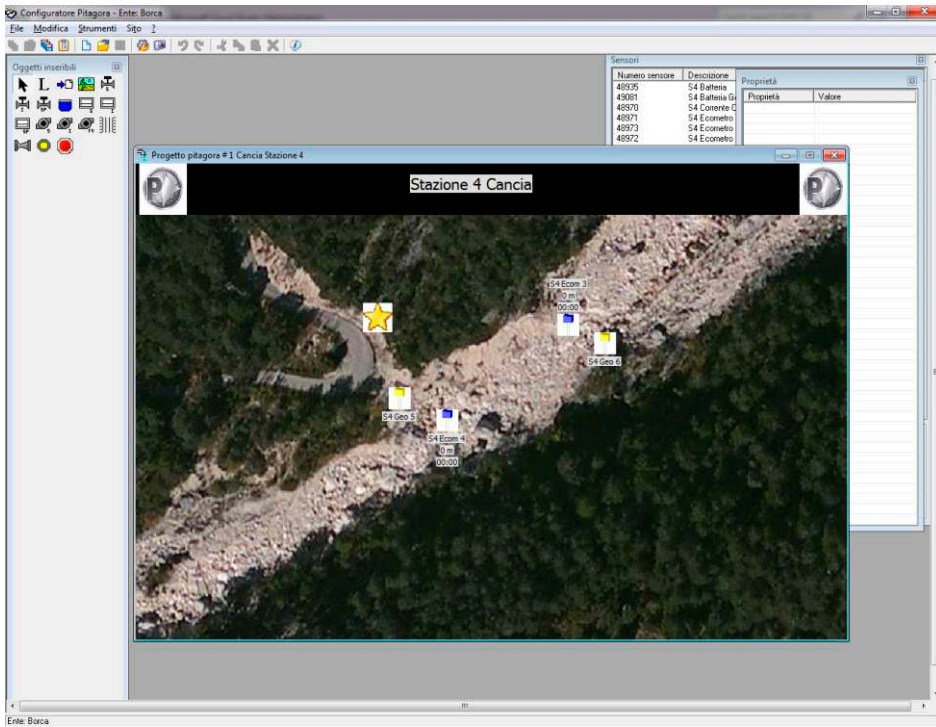 Configuratore Pitagora - Ente: Borca
File Modifica Strumenti Sito ?
Oggetti inseribili
L
Sensori
Numero sensore Descrizione
48935 S4 Batteria
49081 S4 Batteria
48970 S4 Corrente
48971 S4 Ecometro
48973 S4 Ecometro
48972 S4 Ecometro
Proprietà
Proprietà Valore
Progetto pitagora # 1 Cancia Stazione 4
P
Stazione 4 Cancia
P
S4 Ecom 3
0 m
00:00
S4 Geo 6
S4 Geo 5
S4 Ecom 4
0 m
00:00
Ente: Borca